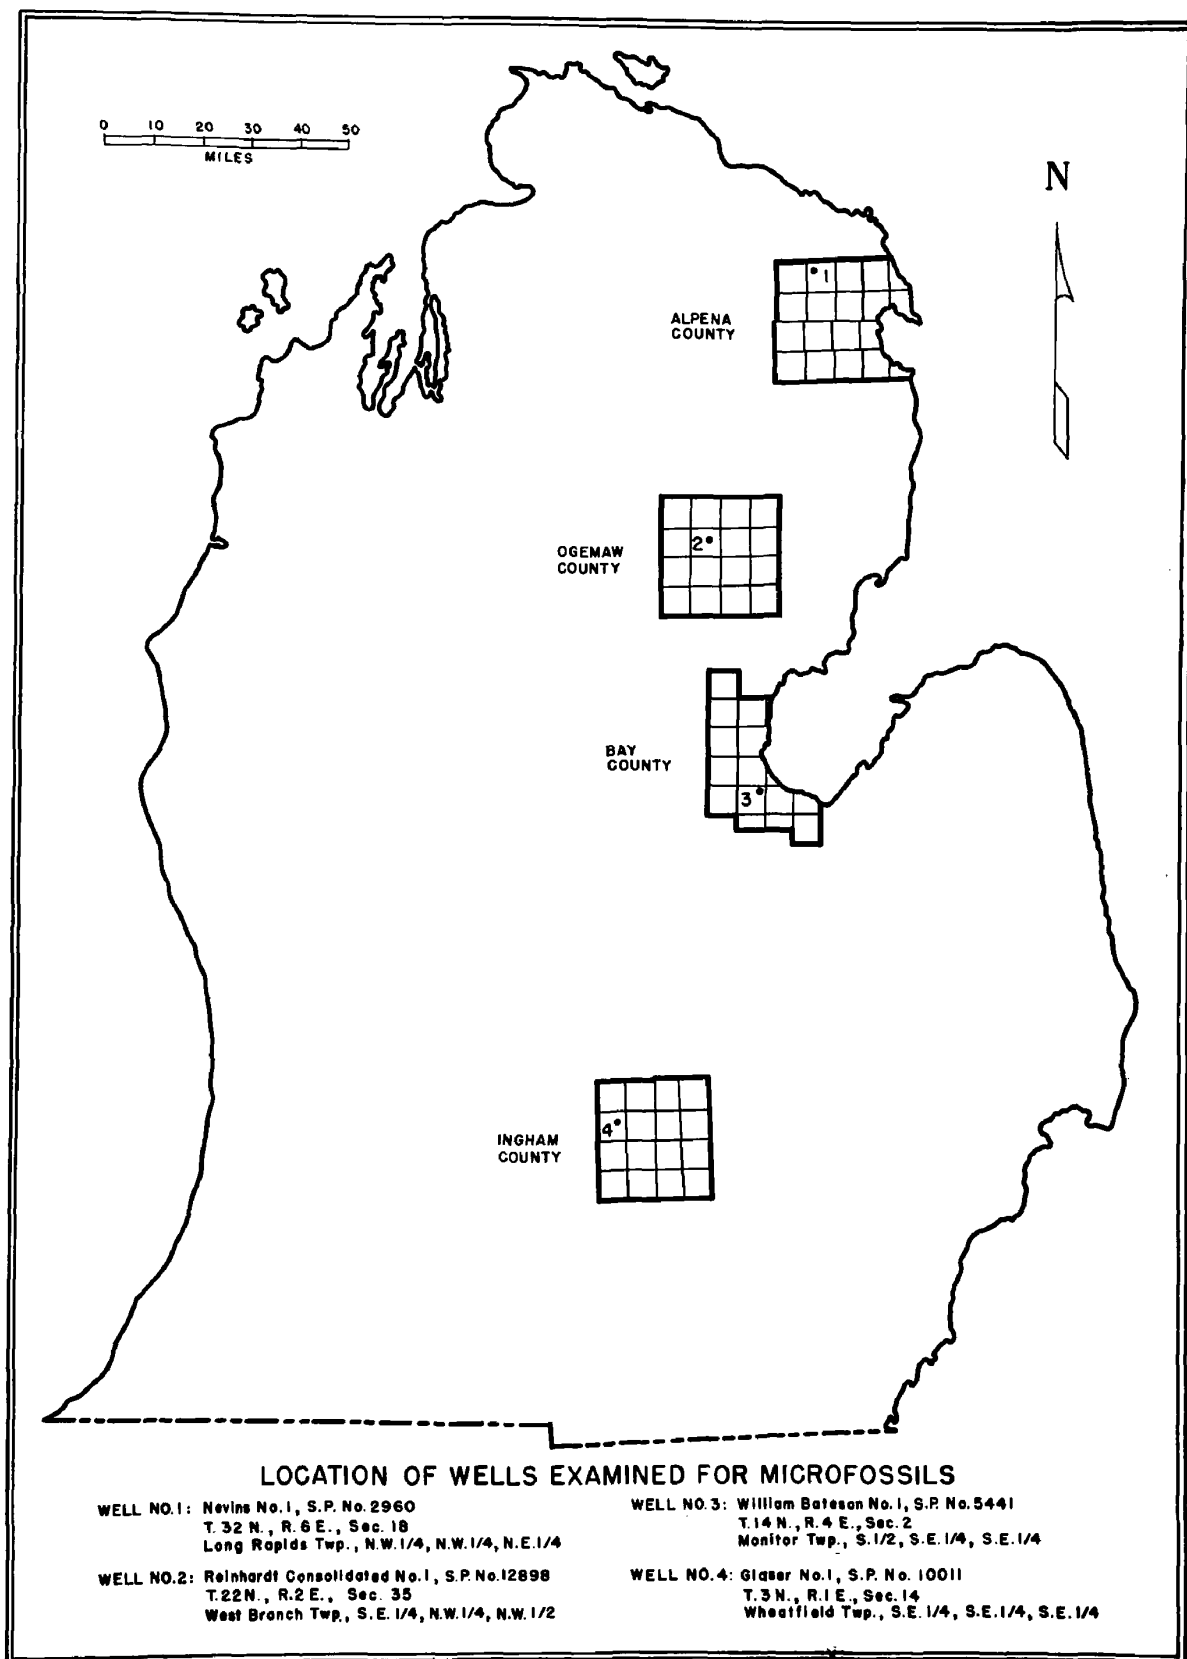 0 10 20 30 40 50
MILES
N
1
ALPENA
COUNTY
2
OGEMAW
COUNTY
BAY
COUNTY
3
4
INGHAM
COUNTY
LOCATION OF WELLS EXAMINED FOR MICROFOSSILS
WELL NO.1: Nevins No.1, S.P. No.2960
T. 32 N., R.6 E., Sec. 18
Long Rapids Twp., N.W.1/4, N.W.1/4, N.E.1/4
WELL NO.2: Reinhardt Consolidated No.1, S.P. No.12898
T.22N., R.2E., Sec. 35
West Branch Twp., S.E.1/4, N.W.1/4, N.W.1/2
WELL NO.3: William Bateson No.1, S.P. No.5441
T.14 N., R.4 E., Sec.2
Monitor Twp., S.1/2, S.E.1/4, S.E.1/4
WELL NO.4: Glaser No.1, S.P. No. 10011
T.3 N., R.1 E., Sec.14
Wheatfield Twp., S.E.1/4, S.E.1/4, S.E.1/4